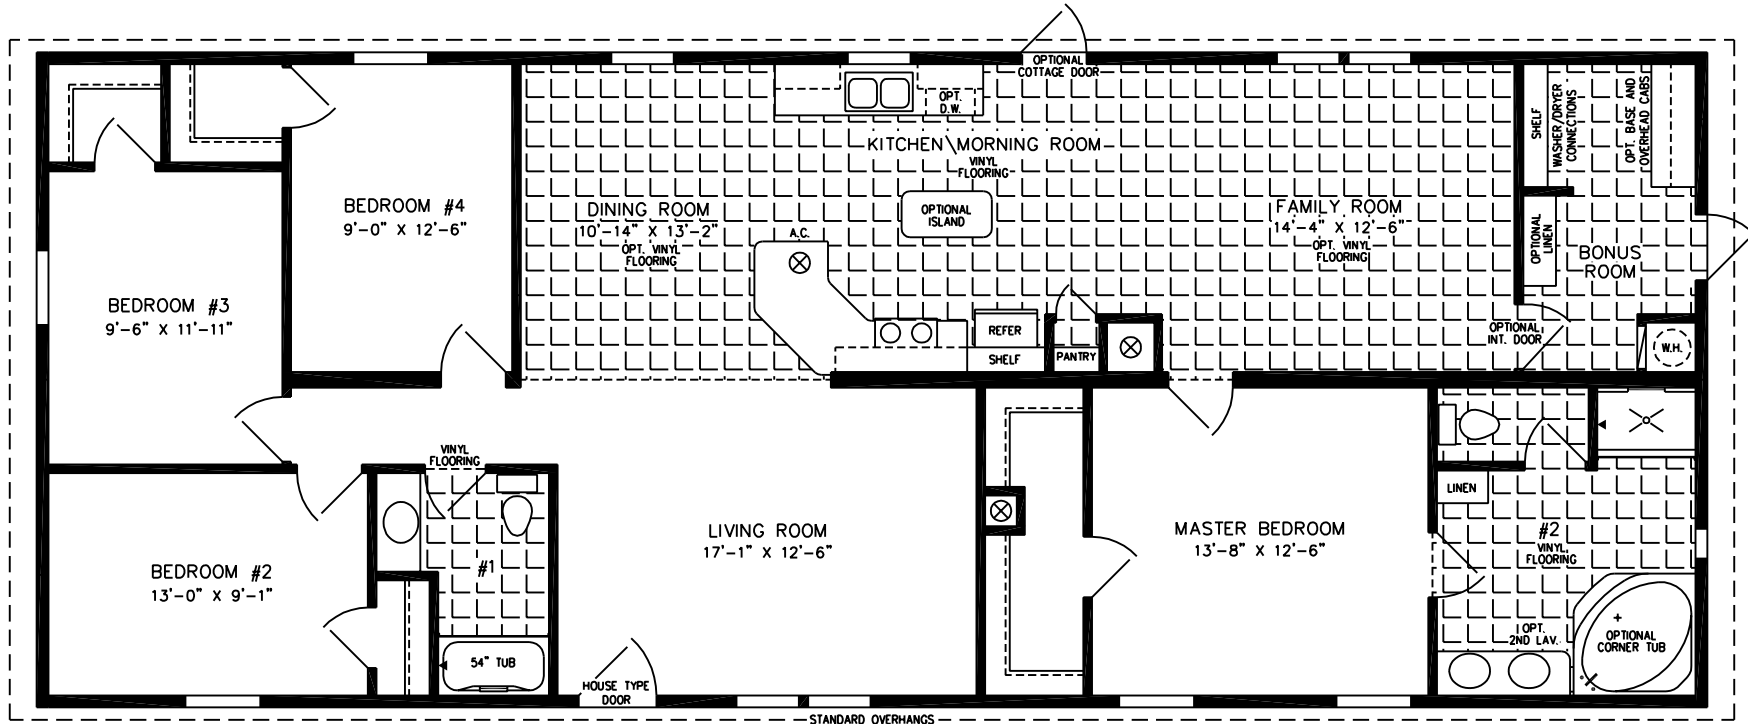 OPTIONAL
COTTAGE DOOR
OPT.
D.W.
KITCHEN\MORNING ROOM
VINYL
FLOORING
SHELF
WASHER/DRYER
CONNECTIONS
OPT. BASE AND
OVERHEAD CABS
BEDROOM #4
9'-0" X 12'-6"
DINING ROOM
10'-14" X 13'-2"
OPT. VINYL
FLOORING
OPTIONAL
ISLAND
A.C.
FAMILY ROOM
14'-4" X 12'-6"
OPT. VINYL
FLOORING
OPTIONAL
LINEN
BONUS
ROOM
BEDROOM #3
9'-6" X 11'-11"
REFER
SHELF
PANTRY
OPTIONAL
INT. DOOR
W.H.
VINYL
FLOORING
LINEN
BEDROOM #2
13'-0" X 9'-1"
#1
LIVING ROOM
17'-1" X 12'-6"
MASTER BEDROOM
13'-8" X 12'-6"
#2
VINYL
FLOORING
OPT.
2ND LAV.
OPTIONAL
CORNER TUB
54" TUB
HOUSE TYPE
DOOR
STANDARD OVERHANGS